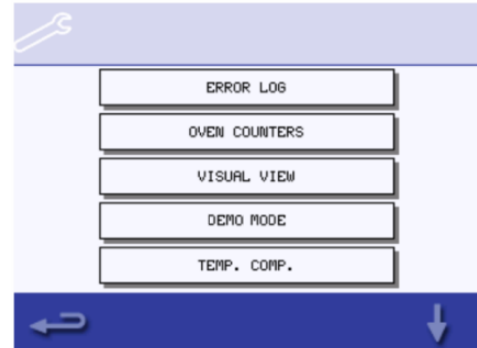 ERROR LOG
OVEN COUNTERS
VISUAL VIEW
DEMO MODE
TEMP. COMP.